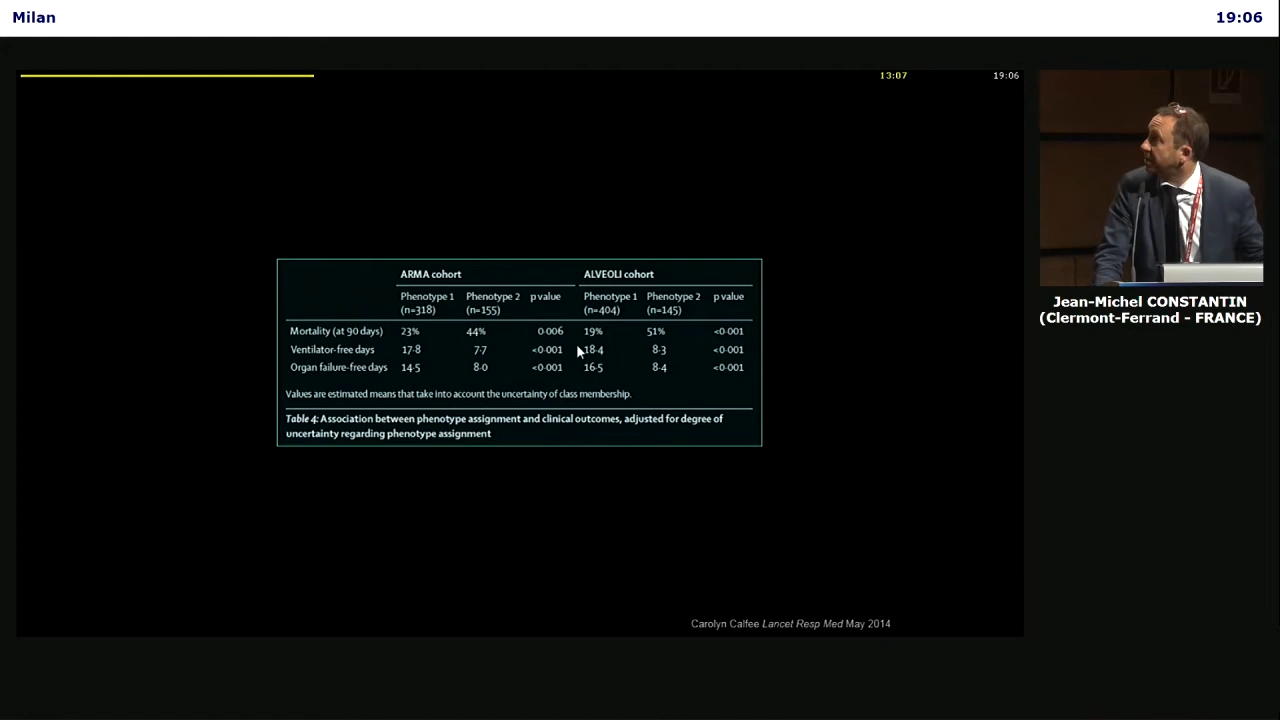 Milan
19:06
13:07
19:06
ARMA cohort ALVEOLI cohort
Phenotype 1 (n=318) Phenotype 2 (n=155) p value Phenotype 1 (n=404) Phenotype 2 (n=145) p value
Mortality (at 90 days) 23% 44% 0·006 19% 51% <0·001
Ventilator-free days 17·8 7·7 <0·001 18·4 8·3 <0·001
Organ failure-free days 14·5 8·0 <0·001 16·5 8·4 <0·001
Values are estimated means that take into account the uncertainty of class membership.
Table 4: Association between phenotype assignment and clinical outcomes, adjusted for degree of
uncertainty regarding phenotype assignment
Carolyn Calfee Lancet Resp Med May 2014
Jean-Michel CONSTANTIN
(Clermont-Ferrand - FRANCE)